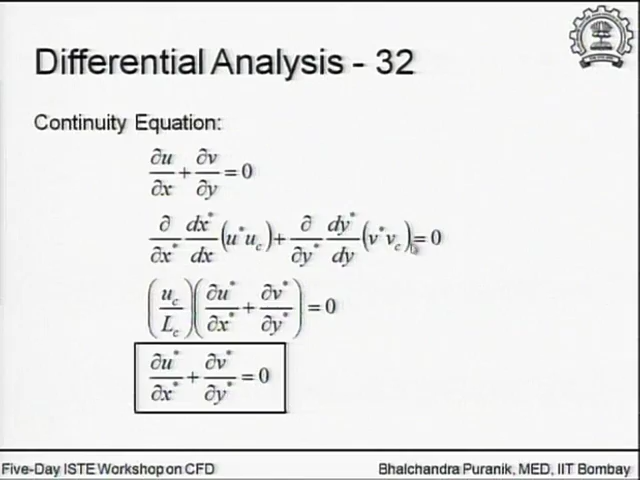 Differential Analysis - 32
Continuity Equation:
∂u/∂x + ∂v/∂y = 0
∂/∂x* dx*/dx (u*u_c) + ∂/∂y* dy*/dy (v*v_c) = 0
(u_c/L_c)(∂u*/∂x* + ∂v*/∂y*) = 0
∂u*/∂x* + ∂v*/∂y* = 0
Five-Day ISTE Workshop on CFD
Bhalchandra Puranik, MED, IIT Bombay